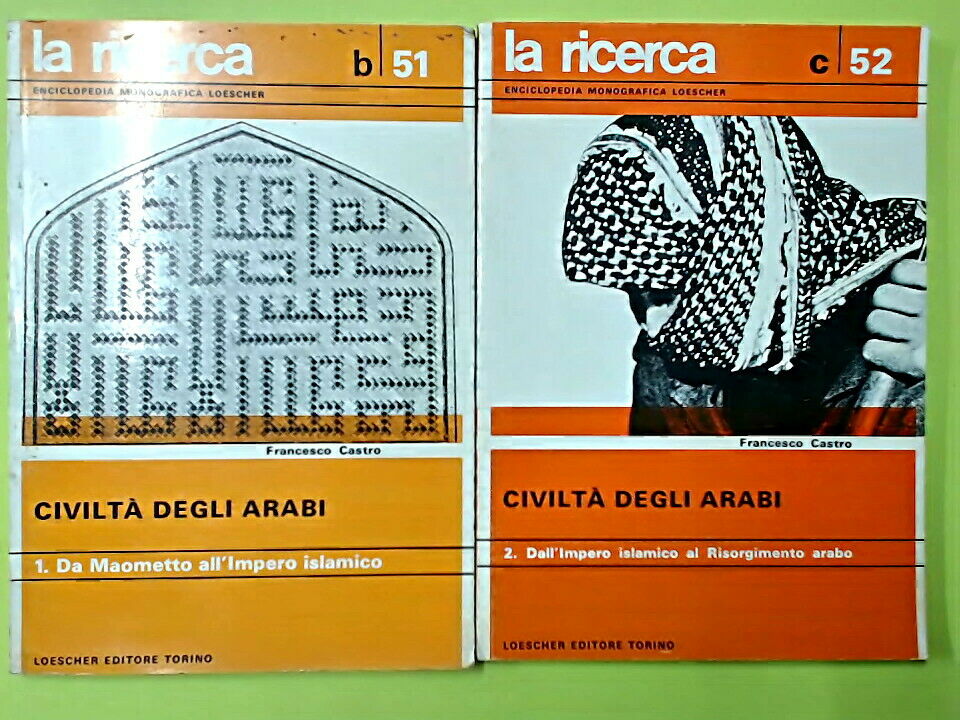 la ricerca
b 51
ENCICLOPEDIA MONOGRAFICA LOESCHER
Francesco Castro
CIVILTÀ DEGLI ARABI
1. Da Maometto all'Impero islamico
LOESCHER EDITORE TORINO
la ricerca
c 52
ENCICLOPEDIA MONOGRAFICA LOESCHER
Francesco Castro
CIVILTÀ DEGLI ARABI
2. Dall'Impero islamico al Risorgimento arabo
LOESCHER EDITORE TORINO